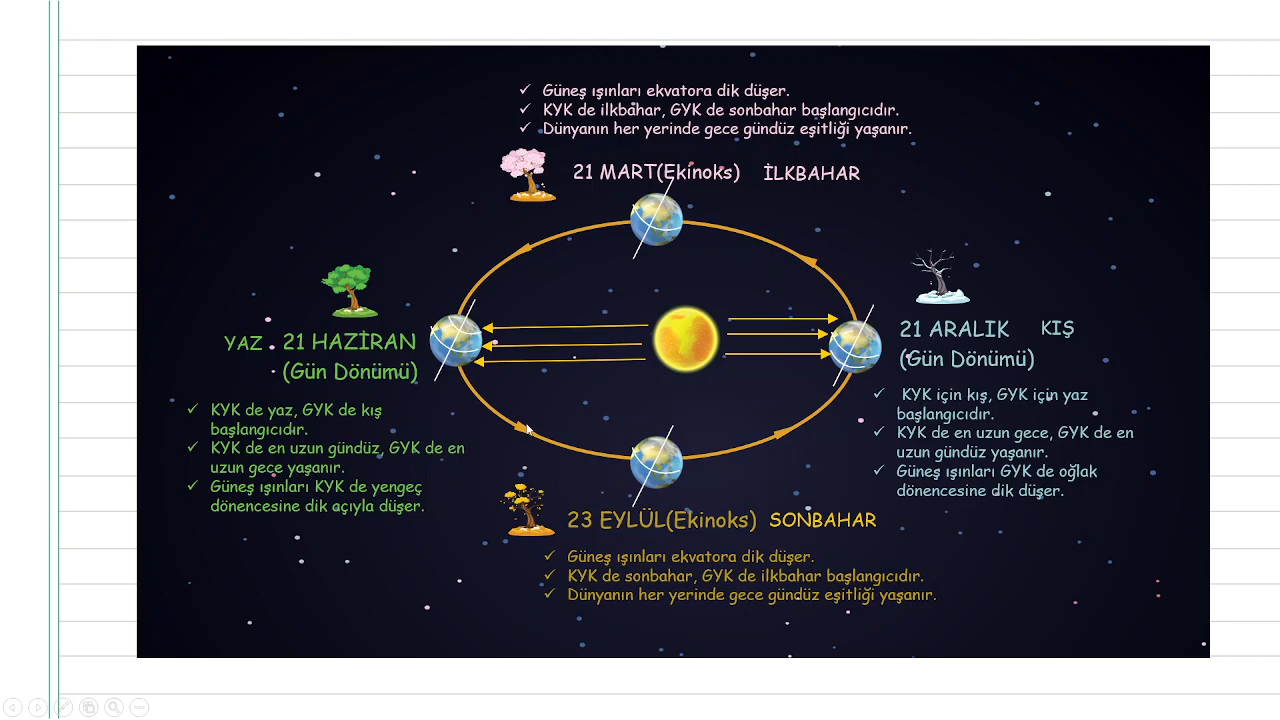 ✓ Güneş ışınları ekvatora dik düşer.
✓ KYK de ilkbahar, GYK de sonbahar başlangıcıdır.
✓ Dünyanın her yerinde gece gündüz eşitliği yaşanır.
21 MART(Ekinoks) İLKBAHAR
YAZ 21 HAZİRAN
(Gün Dönümü)
✓ KYK de yaz, GYK de kış
başlangıcıdır.
✓ KYK de en uzun gündüz, GYK de en
uzun gece yaşanır.
✓ Güneş ışınları KYK de yengeç
dönencesine dik açıyla düşer.
21 ARALIK KIŞ
(Gün Dönümü)
✓ KYK için kış, GYK için yaz
başlangıcıdır.
✓ KYK de en uzun gece, GYK de en
uzun gündüz yaşanır.
✓ Güneş ışınları GYK de oğlak
dönencesine dik düşer.
23 EYLÜL(Ekinoks) SONBAHAR
✓ Güneş ışınları ekvatora dik düşer.
✓ KYK de sonbahar, GYK de ilkbahar başlangıcıdır.
✓ Dünyanın her yerinde gece gündüz eşitliği yaşanır.